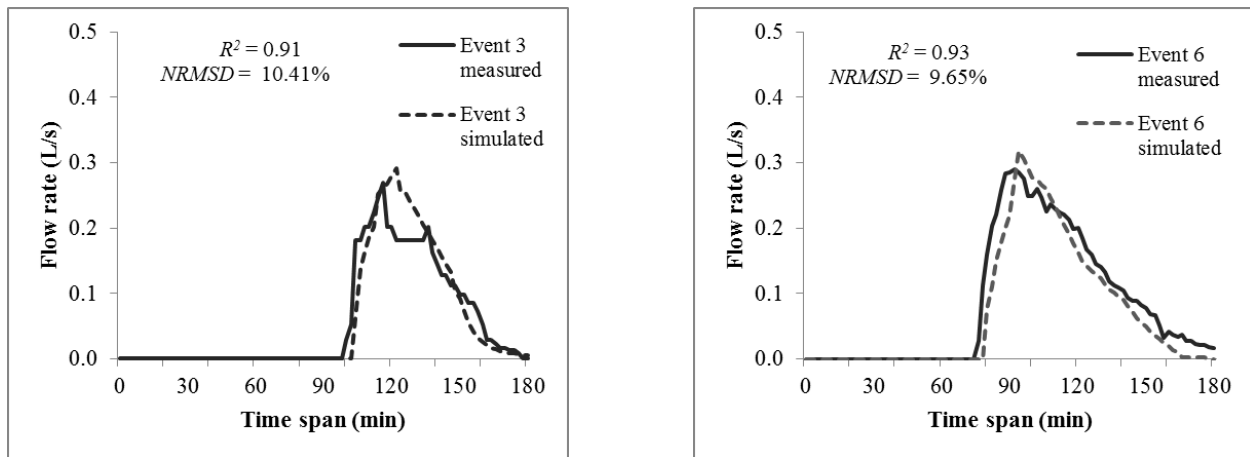 0.5
0.4
0.3
0.2
0.1
0.0
Flow rate (L/s)
R² = 0.91
NRMSD = 10.41%
Event 3
measured
Event 3
simulated
0 30 60 90 120 150 180
Time span (min)
0.5
0.4
0.3
0.2
0.1
0.0
Flow rate (L/s)
R² = 0.93
NRMSD = 9.65%
Event 6
measured
Event 6
simulated
0 30 60 90 120 150 180
Time span (min)